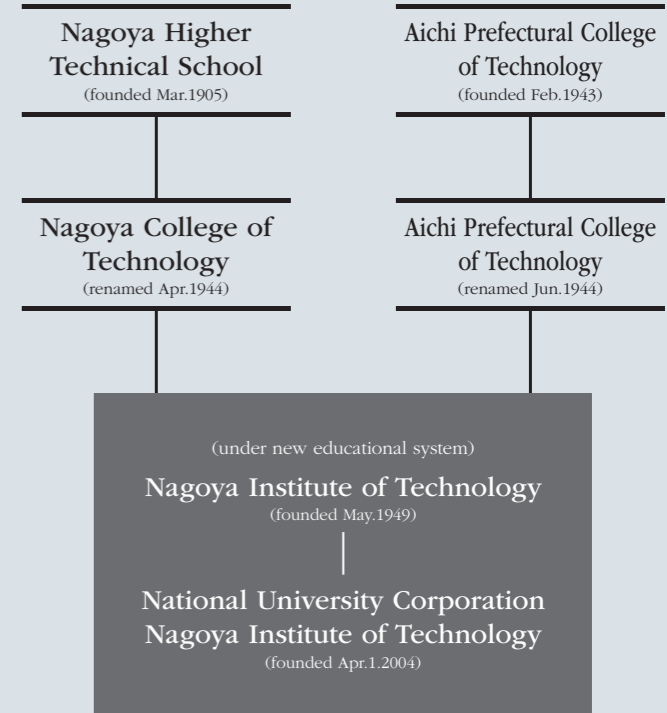 Nagoya Higher
Technical School
(founded Mar.1905)
Aichi Prefectural College
of Technology
(founded Feb.1943)
Nagoya College of
Technology
(renamed Apr.1944)
Aichi Prefectural College
of Technology
(renamed Jun.1944)
(under new educational system)
Nagoya Institute of Technology
(founded May.1949)
National University Corporation
Nagoya Institute of Technology
(founded Apr.1.2004)